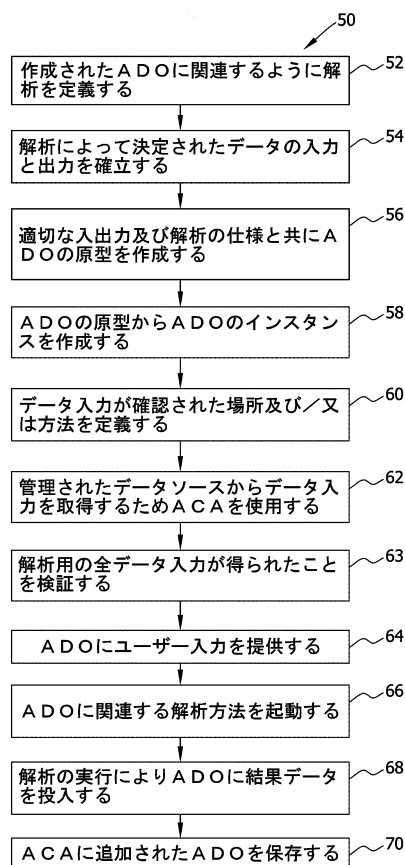 50
作成されたＡＤＯに関連するように解
析を定義する
52
解析によって決定されたデータの入力
と出力を確立する
54
適切な入出力及び解析の仕様と共にＡ
ＤＯの原型を作成する
56
ＡＤＯの原型からＡＤＯのインスタン
スを作成する
58
データ入力が確認された場所及び／又
は方法を定義する
60
管理されたデータソースからデータ入
力を取得するためＡＣＡを使用する
62
解析用の全データ入力が得られたこと
を検証する
63
ＡＤＯにユーザー入力を提供する
64
ＡＤＯに関連する解析方法を起動する
66
解析の実行によりＡＤＯに結果データ
を投入する
68
ＡＣＡに追加されたＡＤＯを保存する
70